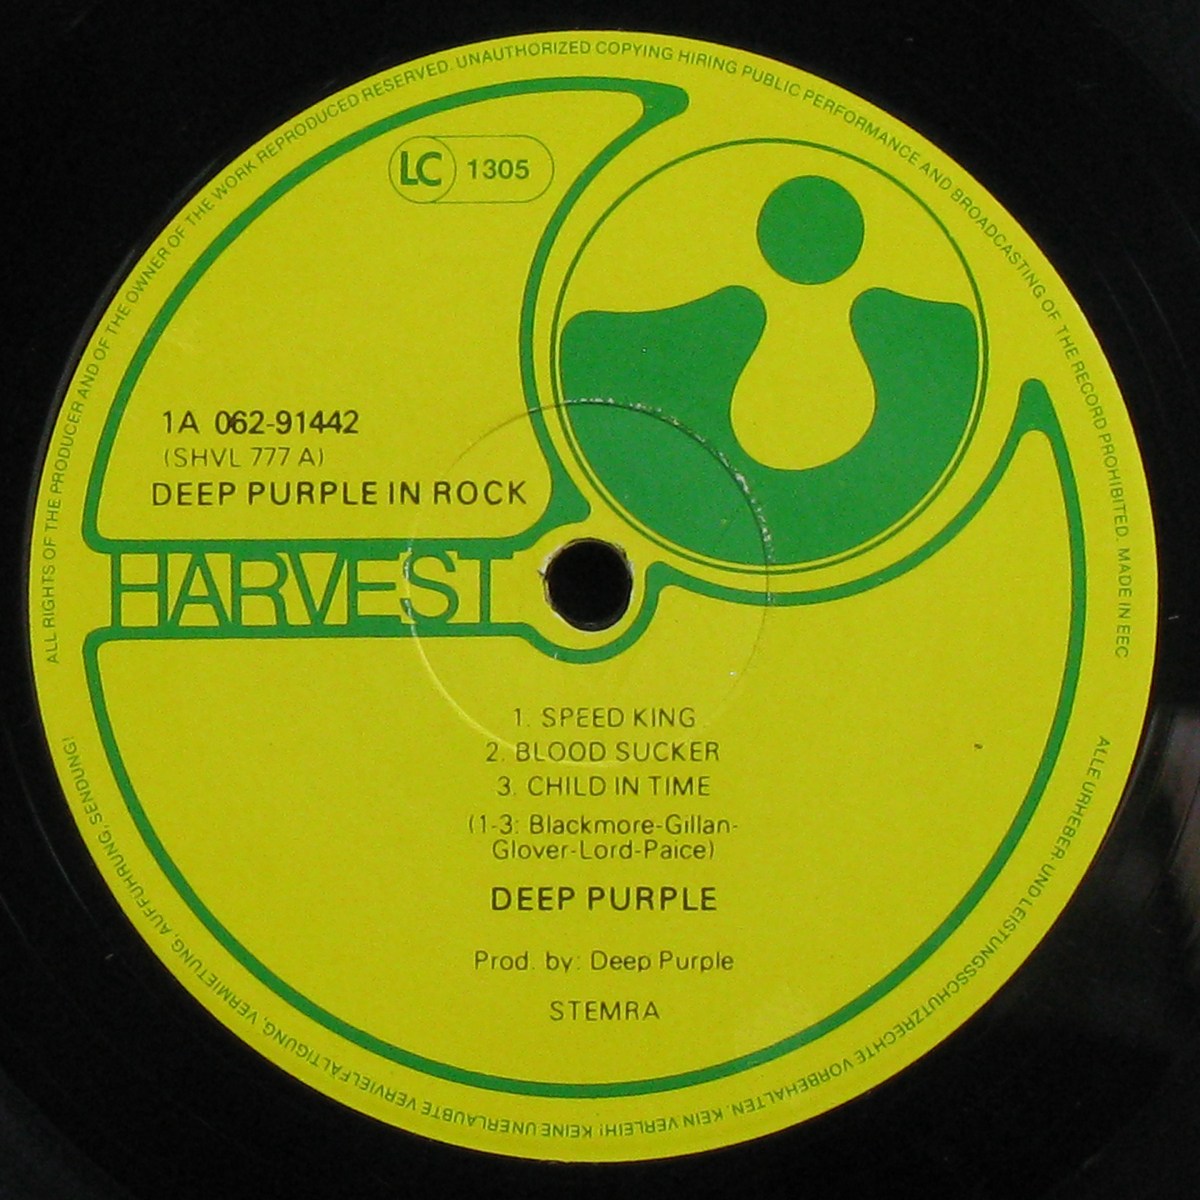 ALL RIGHTS OF THE PRODUCER AND OF THE OWNER OF THE WORK REPRODUCED RESERVED. UNAUTHORIZED COPYING HIRING PUBLIC PERFORMANCE AND BROADCASTING OF THE RECORD PROHIBITED. MADE IN EEC
LC 1305
1A 062-91442
(SHVL 777 A)
DEEP PURPLE IN ROCK
HARVEST
1. SPEED KING
2. BLOOD SUCKER
3. CHILD IN TIME
(1-3: Blackmore-Gillan-
Glover-Lord-Paice)
DEEP PURPLE
Prod. by: Deep Purple
STEMRA
ALLE URHEBER- UND LEISTUNGSSCHUTZRECHTE VORBEHALTEN. KEIN VERLEIH! KEINE UNERLAUBTE VERVIELFÄLTIGUNG, VERMIETUNG, AUFFÜHRUNG, SENDUNG!